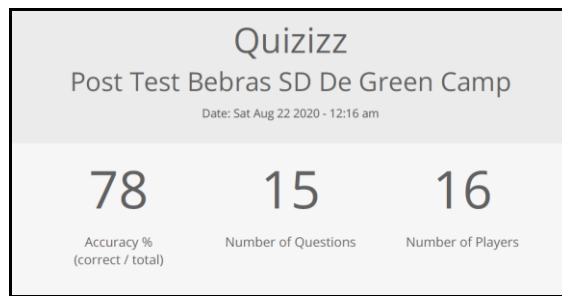 Quizizz
Post Test Bebras SD De Green Camp
Date: Sat Aug 22 2020 - 12:16 am
78 15 16
Accuracy % Number of Questions Number of Players
(correct / total)